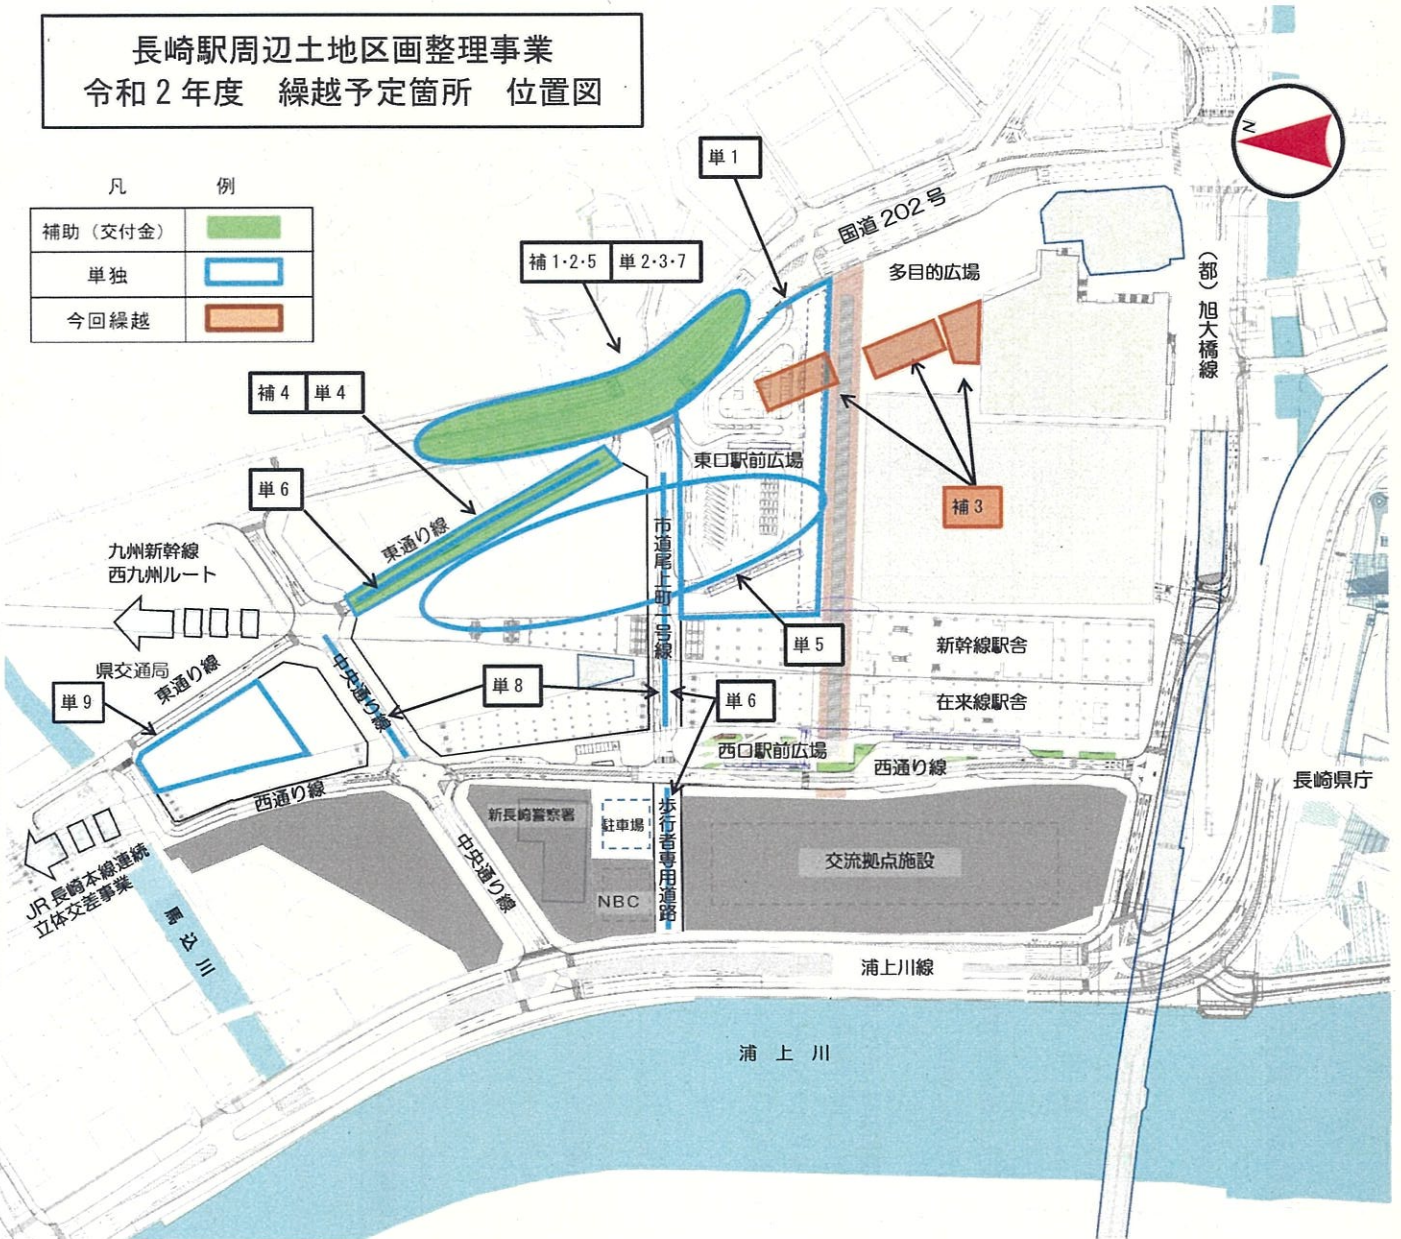 長崎駅周辺土地区画整理事業
令和2年度　繰越予定箇所　位置図
凡　例
補助（交付金）
単独
今回繰越
N
単1
国道202号
補1・2・5 単2・3・7
多目的広場
（都）旭大橋線
補4 単4
東口駅前広場
単6
補3
東通り線
市道尾上町1号線
九州新幹線
西九州ルート
単5
新幹線駅舎
県交通局
東通り線
中央通り線
単8
単6
在来線駅舎
単9
西口駅前広場
西通り線
長崎県庁
西通り線
新長崎警察署
駐車場
歩行者専用道路
交流拠点施設
中央通り線
NBC
JR長崎本線連続
立体交差事業
馬込川
浦上川線
浦上川